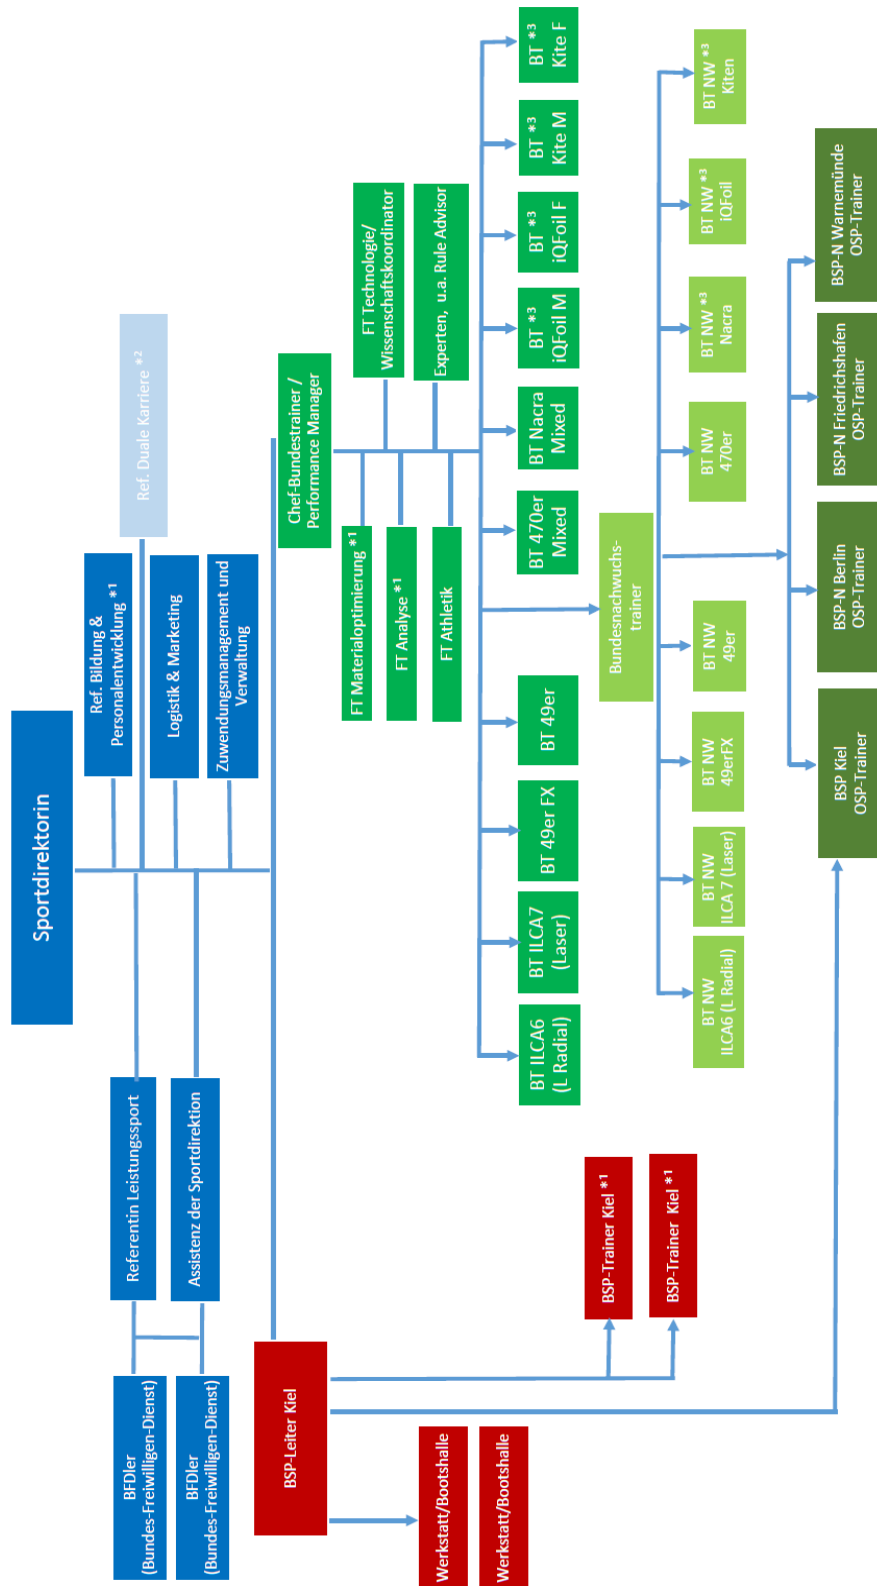 Sportdirektorin
BFDler
(Bundes-Freiwilligen-Dienst)
Referentin Leistungssport
Ref. Bildung &
Personalentwicklung *1
Ref. Duale Karriere *2
Logistik & Marketing
BFDler
(Bundes-Freiwilligen-Dienst)
Assistenz der Sportdirektion
Zuwendungsmanagement und
Verwaltung
BSP-Leiter Kiel
Chef-Bundestrainer /
Performance Manager
FT Materialoptimierung *1
FT Technologie/
Wissenschaftskoordinator
FT Analyse *1
Experten, u.a. Rule Advisor
FT Athletik
Werkstatt/Bootshalle
Werkstatt/Bootshalle
BT ILCA6
(L Radial)
BT ILCA7
(Laser)
BT 49er FX
BT 49er
BT 470er
Mixed
BT Nacra
Mixed
BT *3
iQFoil M
BT *3
iQFoil F
BT *3
Kite M
BT *3
Kite F
BSP-Trainer Kiel *1
BSP-Trainer Kiel *1
Bundesnachwuchs-
trainer
BT NW
ILCA6 (L Radial)
BT NW
ILCA 7 (Laser)
BT NW
49erFX
BT NW
49er
BT NW
470er
BT NW *3
Nacra
BT NW *3
iQFoil
BT NW *3
Kiten
BSP Kiel
OSP-Trainer
BSP-N Berlin
OSP-Trainer
BSP-N Friedrichshafen
OSP-Trainer
BSP-N Warnemünde
OSP-Trainer